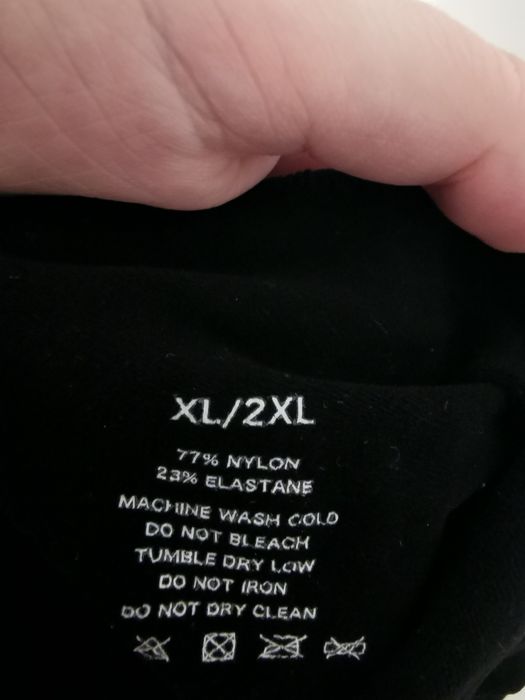 XL/2XL
77% NYLON
23% ELASTANE
MACHINE WASH COLD
DO NOT BLEACH
TUMBLE DRY LOW
DO NOT IRON
DO NOT DRY CLEAN